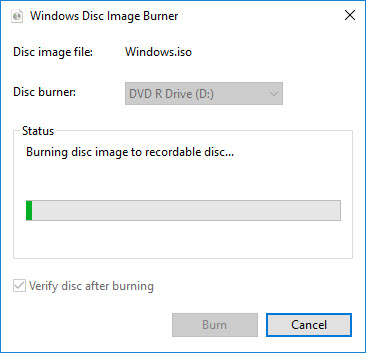 Windows Disc Image Burner
Disc image file: Windows.iso
Disc burner: DVD R Drive (D:)
Status
Burning disc image to recordable disc...
Verify disc after burning
Burn Cancel